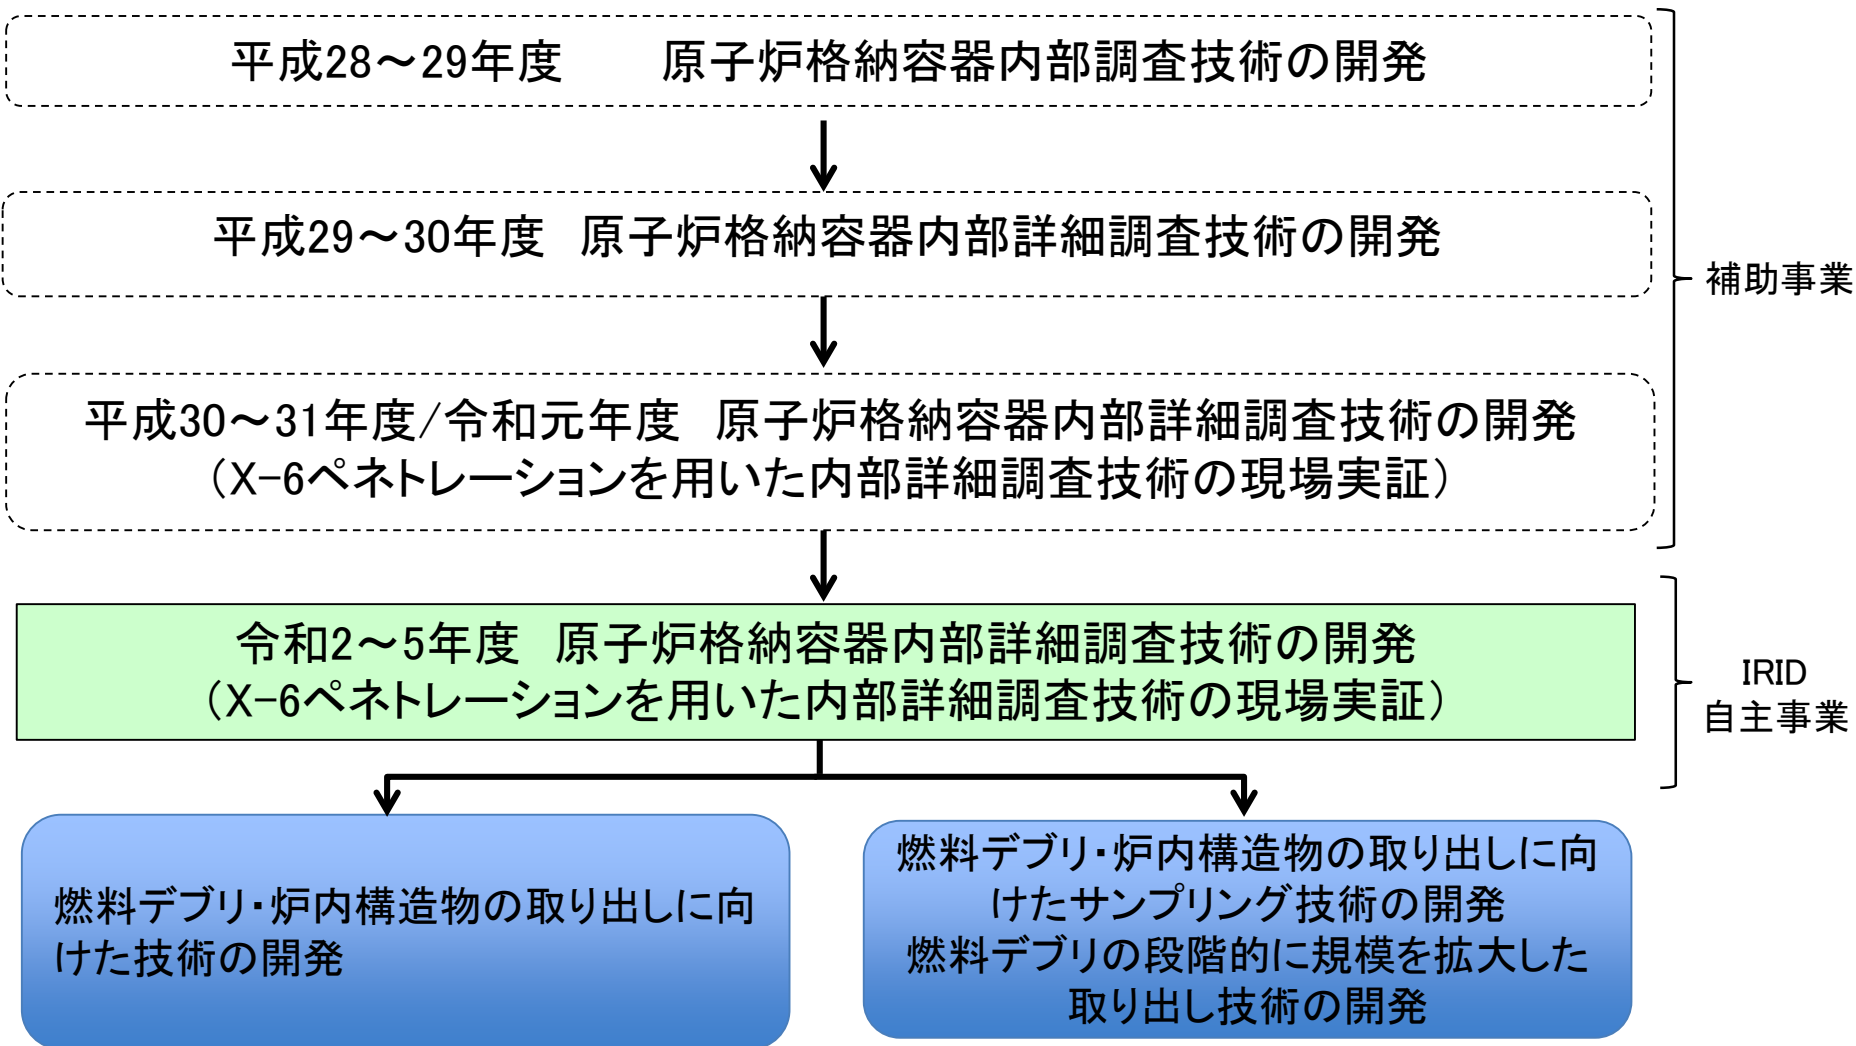 平成28～29年度　　原子炉格納容器内部調査技術の開発
平成29～30年度　原子炉格納容器内部詳細調査技術の開発
補助事業
平成30～31年度/令和元年度　原子炉格納容器内部詳細調査技術の開発
（X-6ペネトレーションを用いた内部詳細調査技術の現場実証）
令和2～5年度　原子炉格納容器内部詳細調査技術の開発
（X-6ペネトレーションを用いた内部詳細調査技術の現場実証）
IRID
自主事業
燃料デブリ・炉内構造物の取り出しに向
けた技術の開発
燃料デブリ・炉内構造物の取り出しに向
けたサンプリング技術の開発
燃料デブリの段階的に規模を拡大した
取り出し技術の開発